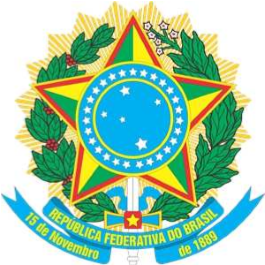 REPÚBLICA FEDERATIVA DO BRASIL
15 de Novembro
de 1889